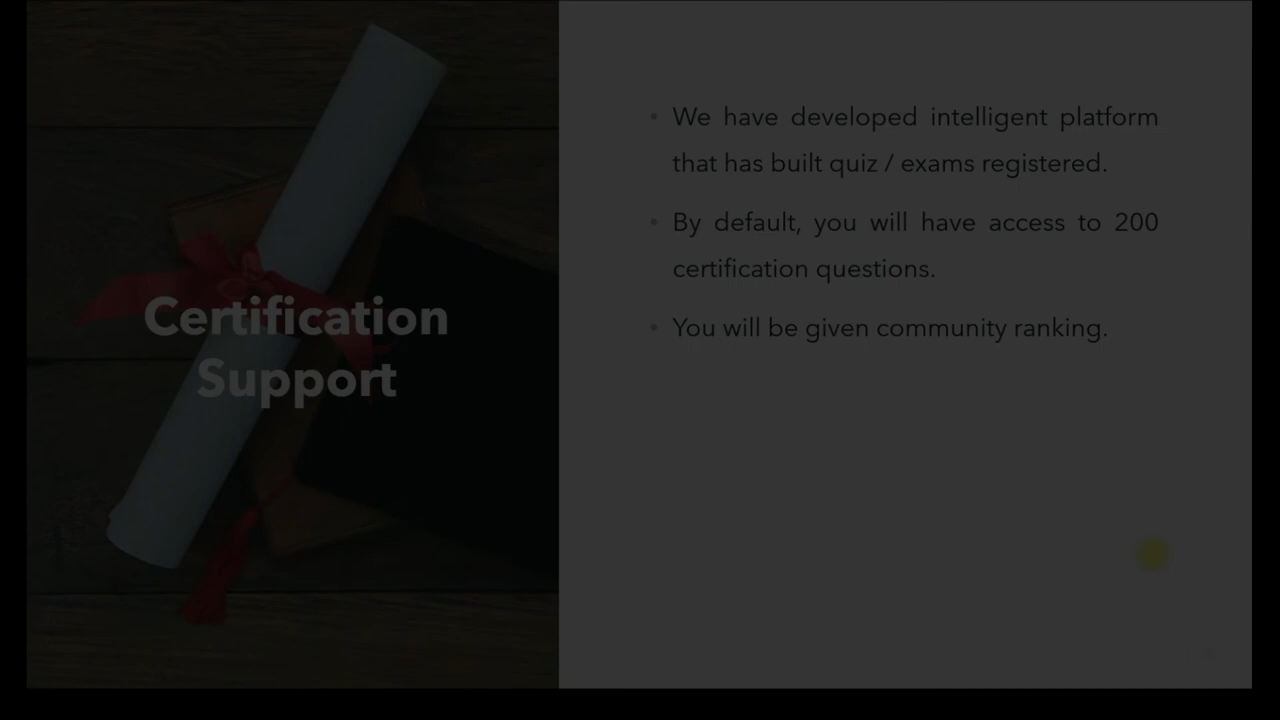 Certification
Support
We have developed intelligent platform
that has built quiz / exams registered.
By default, you will have access to 200
certification questions.
You will be given community ranking.